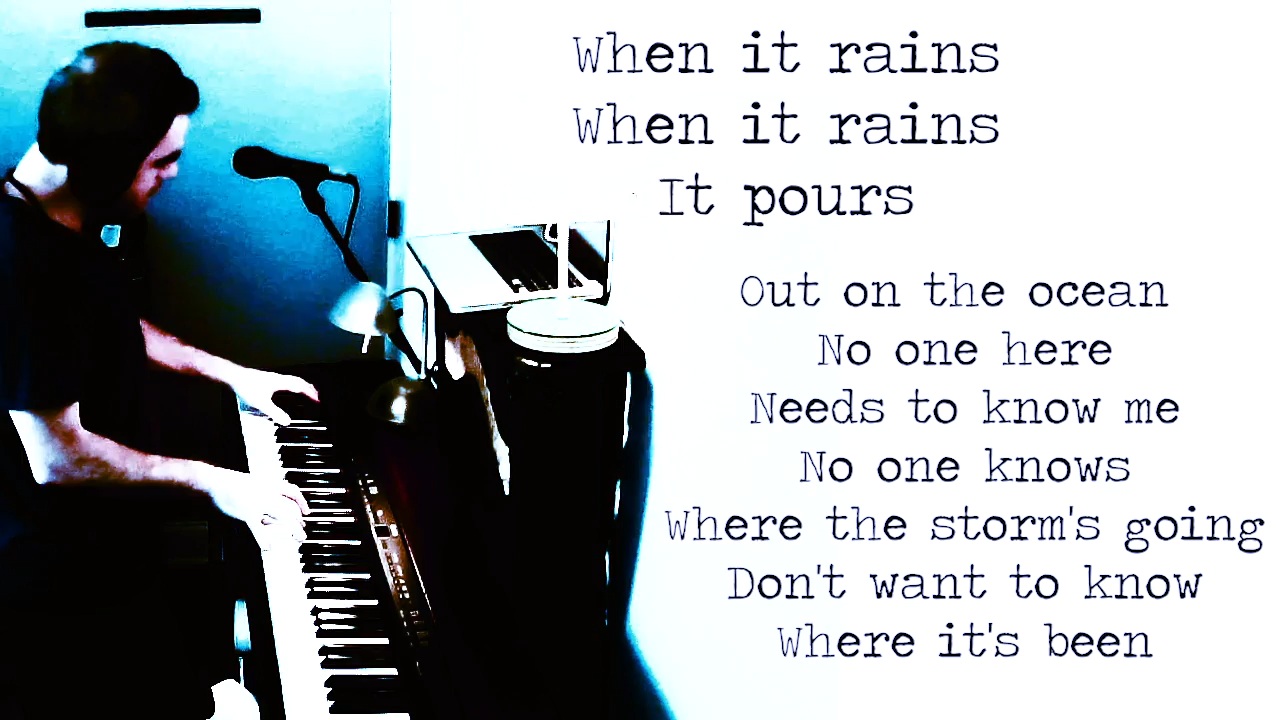 When it rains
When it rains
It pours
Out on the ocean
No one here
Needs to know me
No one knows
Where the storm's going
Don't want to know
Where it's been